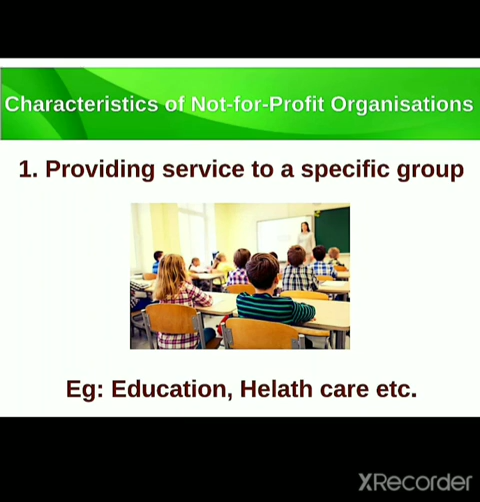 Characteristics of Not-for-Profit Organisations
1. Providing service to a specific group
Eg: Education, Helath care etc.
XRecorder